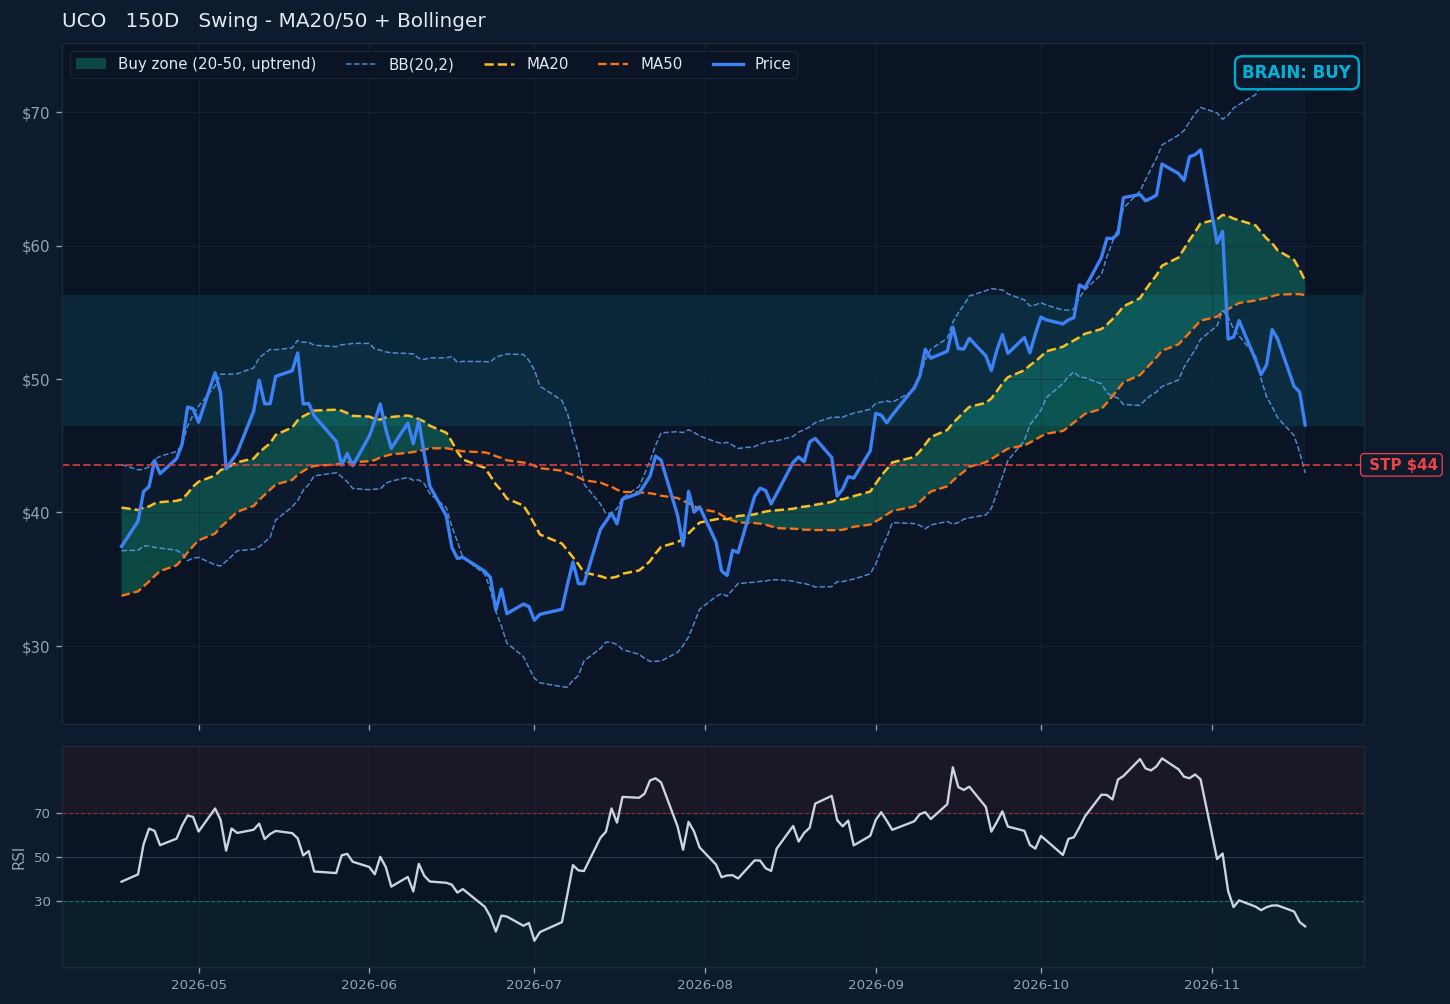 UCO   150D   Swing - MA20/50 + Bollinger
Buy zone (20-50, uptrend)   BB(20,2)   MA20   MA50   Price
BRAIN: BUY
$70
$60
$50
STP $44
$40
$30
70
50
30
RSI
2026-05   2026-06   2026-07   2026-08   2026-09   2026-10   2026-11